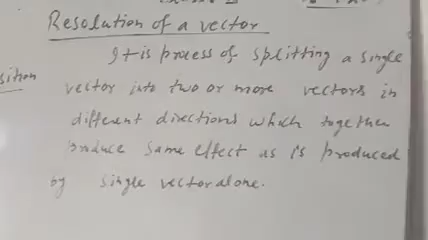 Resolution of a vector
It is process of splitting a single
sition
vector into two or more vectors in
different directions which together
produce same effect as is produced
by single vector alone.